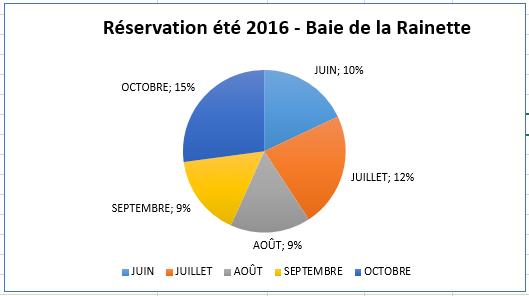 Réservation été 2016 - Baie de la Rainette
JUIN; 10%
OCTOBRE; 15%
JUILLET; 12%
SEPTEMBRE; 9%
AOÛT; 9%
JUIN JUILLET AOÛT SEPTEMBRE OCTOBRE